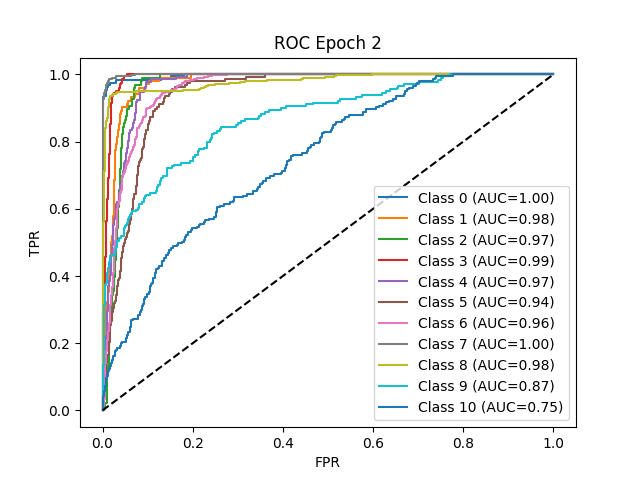 ROC Epoch 2
1.0
0.8
0.6
0.4
0.2
0.0
TPR
Class 0 (AUC=1.00)
Class 1 (AUC=0.98)
Class 2 (AUC=0.97)
Class 3 (AUC=0.99)
Class 4 (AUC=0.97)
Class 5 (AUC=0.94)
Class 6 (AUC=0.96)
Class 7 (AUC=1.00)
Class 8 (AUC=0.98)
Class 9 (AUC=0.87)
Class 10 (AUC=0.75)
0.0 0.2 0.4 0.6 0.8 1.0
FPR